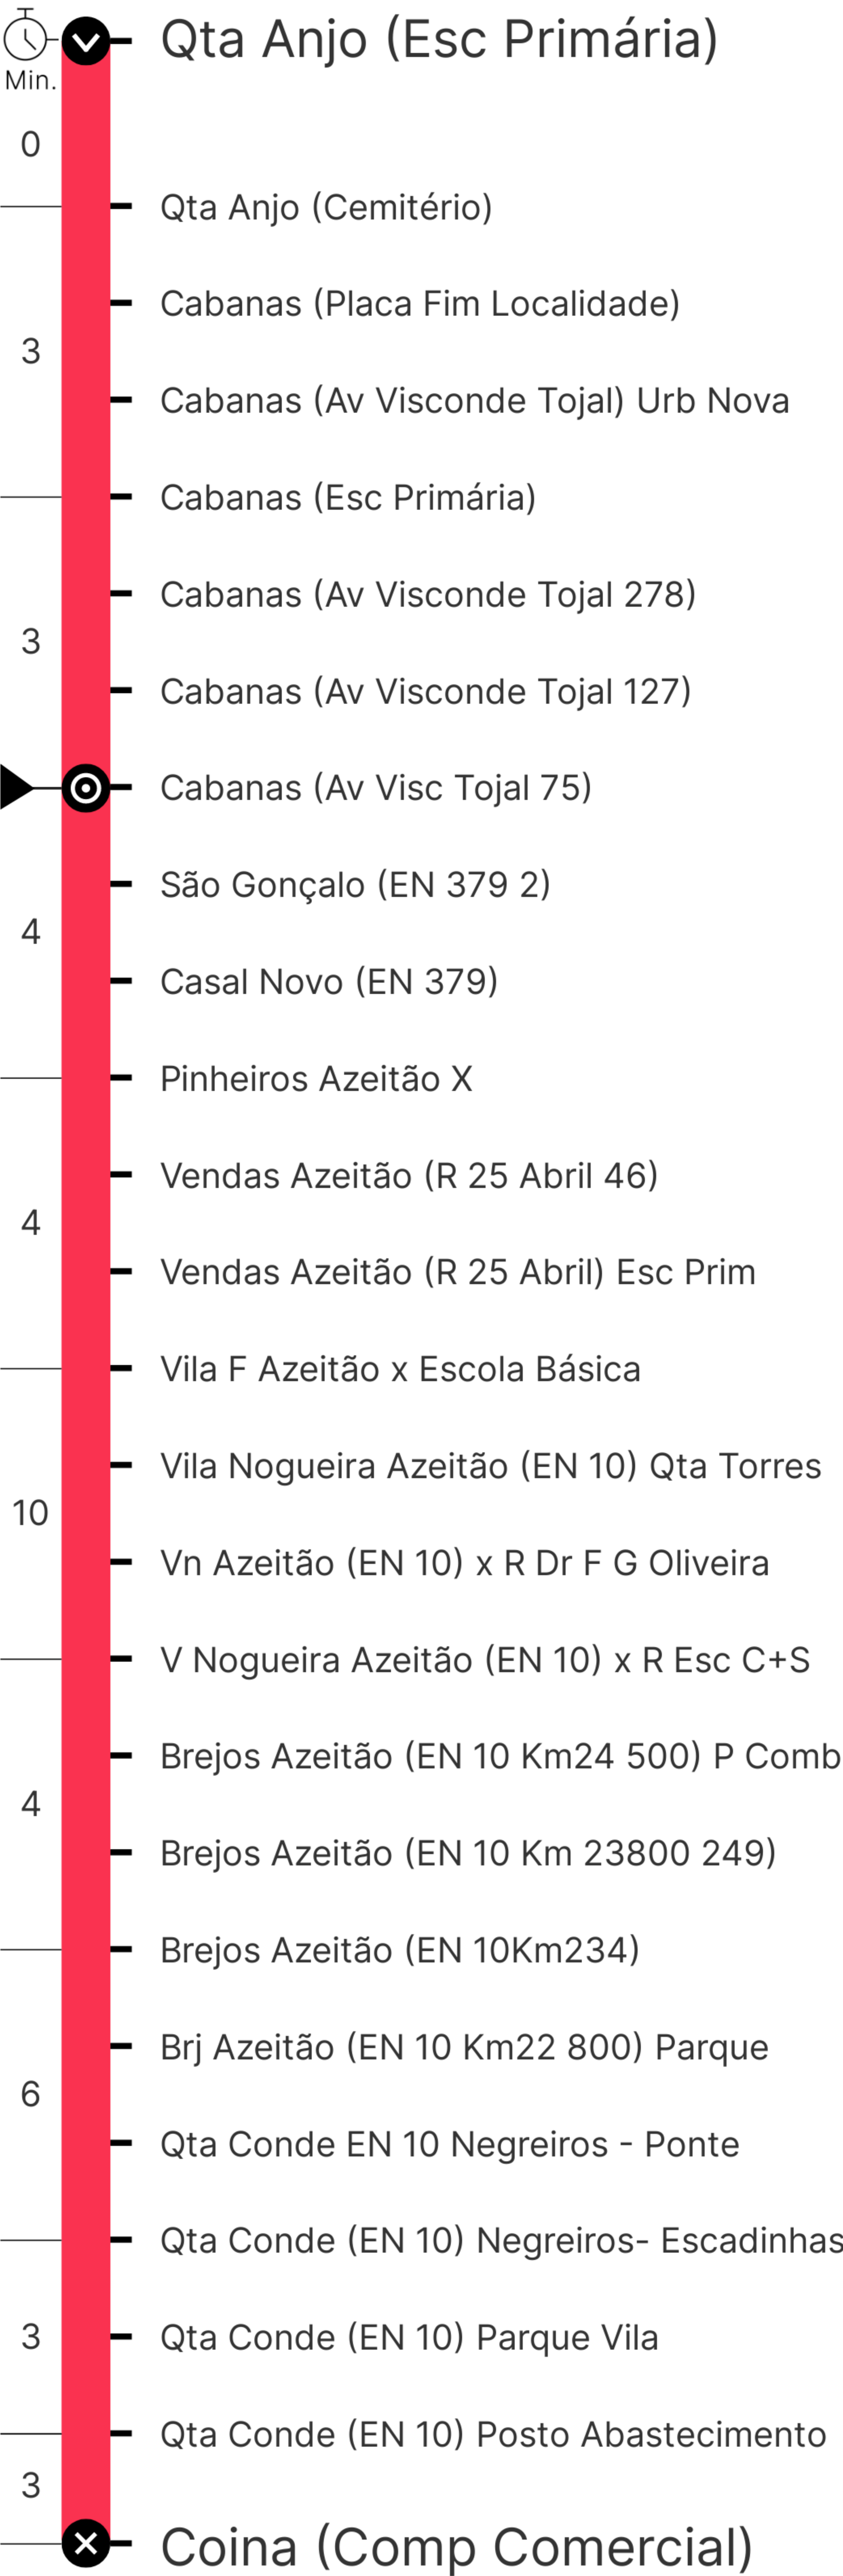 Qta Anjo (Esc Primária)
Min.
0
Qta Anjo (Cemitério)
Cabanas (Placa Fim Localidade)
3
Cabanas (Av Visconde Tojal) Urb Nova
Cabanas (Esc Primária)
Cabanas (Av Visconde Tojal 278)
3
Cabanas (Av Visconde Tojal 127)
Cabanas (Av Visc Tojal 75)
São Gonçalo (EN 379 2)
4
Casal Novo (EN 379)
Pinheiros Azeitão X
Vendas Azeitão (R 25 Abril 46)
4
Vendas Azeitão (R 25 Abril) Esc Prim
Vila F Azeitão x Escola Básica
Vila Nogueira Azeitão (EN 10) Qta Torres
10
Vn Azeitão (EN 10) x R Dr F G Oliveira
V Nogueira Azeitão (EN 10) x R Esc C+S
Brejos Azeitão (EN 10 Km24 500) P Comb
4
Brejos Azeitão (EN 10 Km 23800 249)
Brejos Azeitão (EN 10Km234)
Brj Azeitão (EN 10 Km22 800) Parque
6
Qta Conde EN 10 Negreiros - Ponte
Qta Conde (EN 10) Negreiros- Escadinhas
3
Qta Conde (EN 10) Parque Vila
Qta Conde (EN 10) Posto Abastecimento
3
Coina (Comp Comercial)